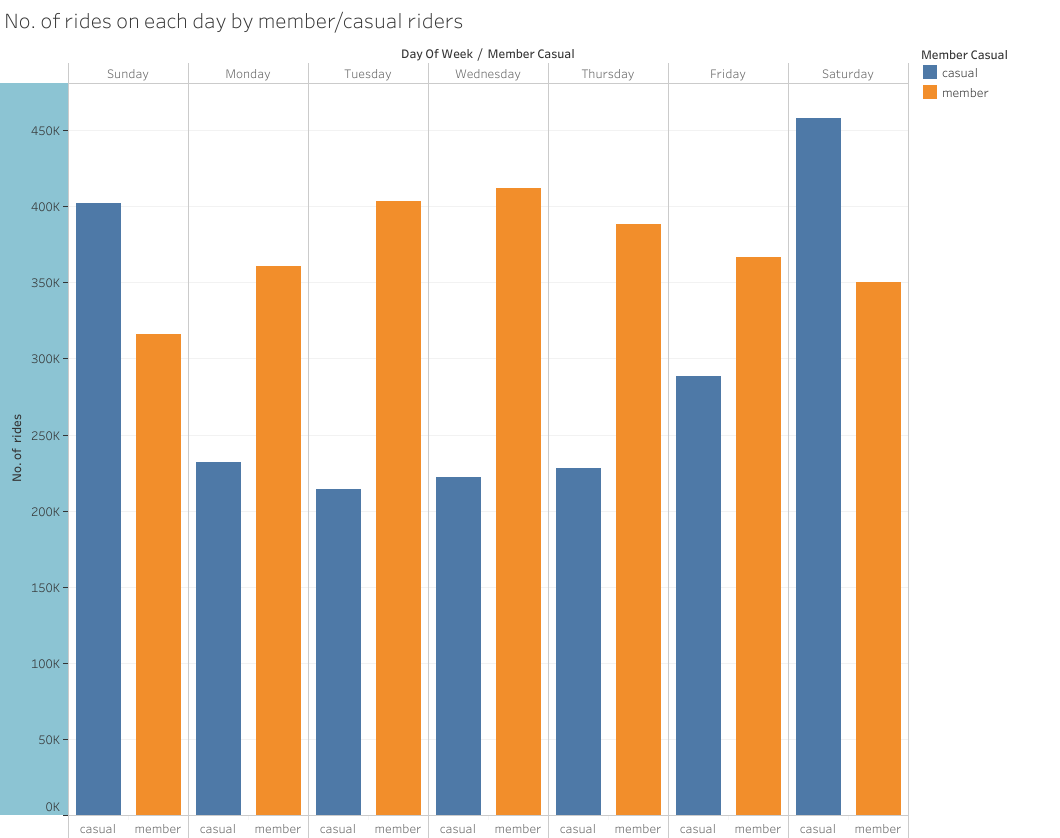 No. of rides on each day by member/casual riders
Day Of Week / Member Casual
Sunday Monday Tuesday Wednesday Thursday Friday Saturday
Member Casual
casual
member
450K
400K
350K
300K
250K
200K
150K
100K
50K
0K
No. of rides
casual member casual member casual member casual member casual member casual member casual member